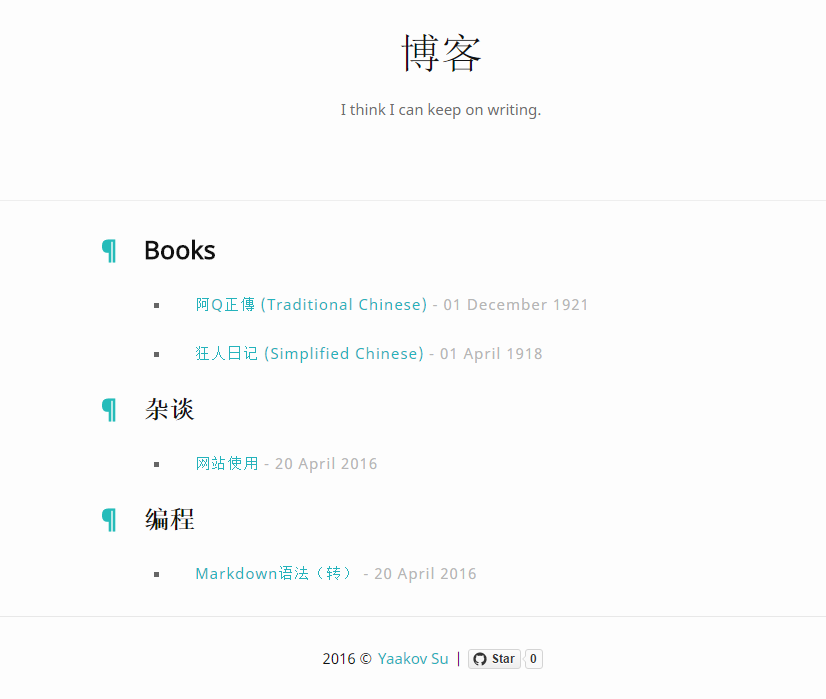 博客
I think I can keep on writing.
¶ Books
▪ 阿Q正傳 (Traditional Chinese) - 01 December 1921
▪ 狂人日记 (Simplified Chinese) - 01 April 1918
¶ 杂谈
▪ 网站使用 - 20 April 2016
¶ 编程
▪ Markdown语法（转） - 20 April 2016
2016 © Yaakov Su | Star 0